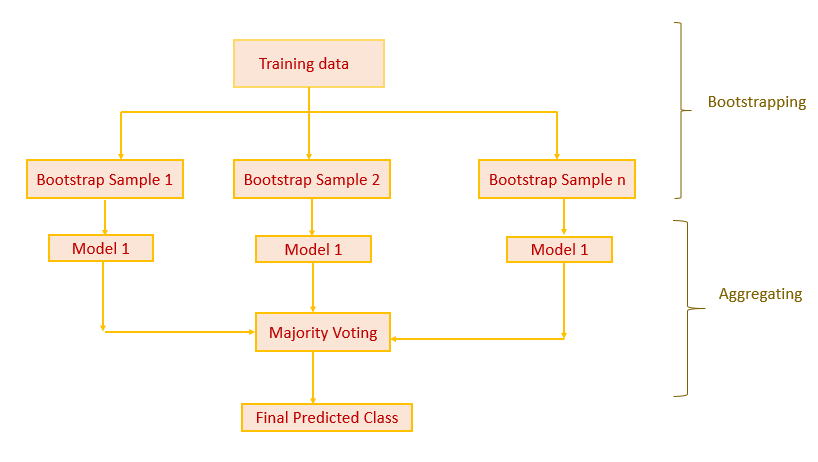 Training data
Bootstrapping
Bootstrap Sample 1
Bootstrap Sample 2
Bootstrap Sample n
Model 1
Model 1
Model 1
Aggregating
Majority Voting
Final Predicted Class